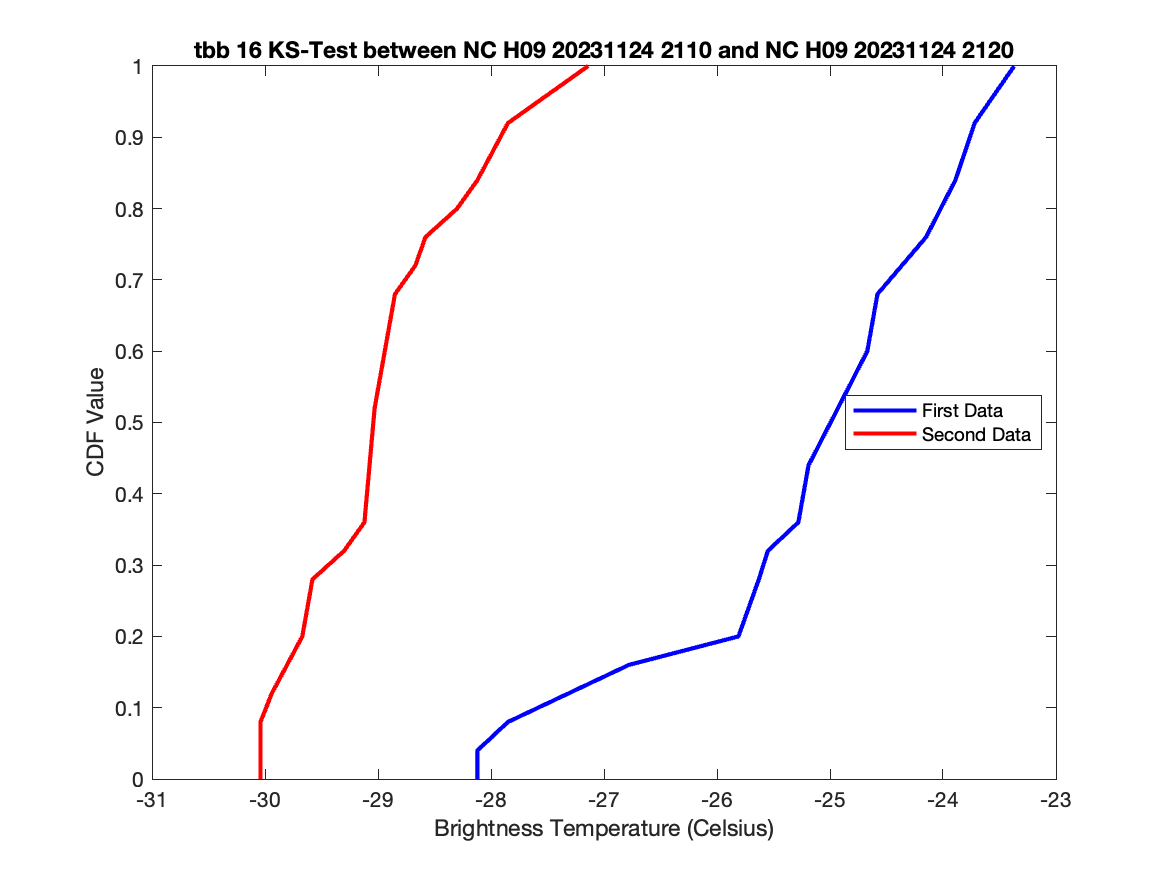 tbb 16 KS-Test between NC H09 20231124 2110 and NC H09 20231124 2120
1
0.9
0.8
0.7
0.6
0.5
0.4
0.3
0.2
0.1
0
CDF Value
First Data
Second Data
-31 -30 -29 -28 -27 -26 -25 -24 -23
Brightness Temperature (Celsius)